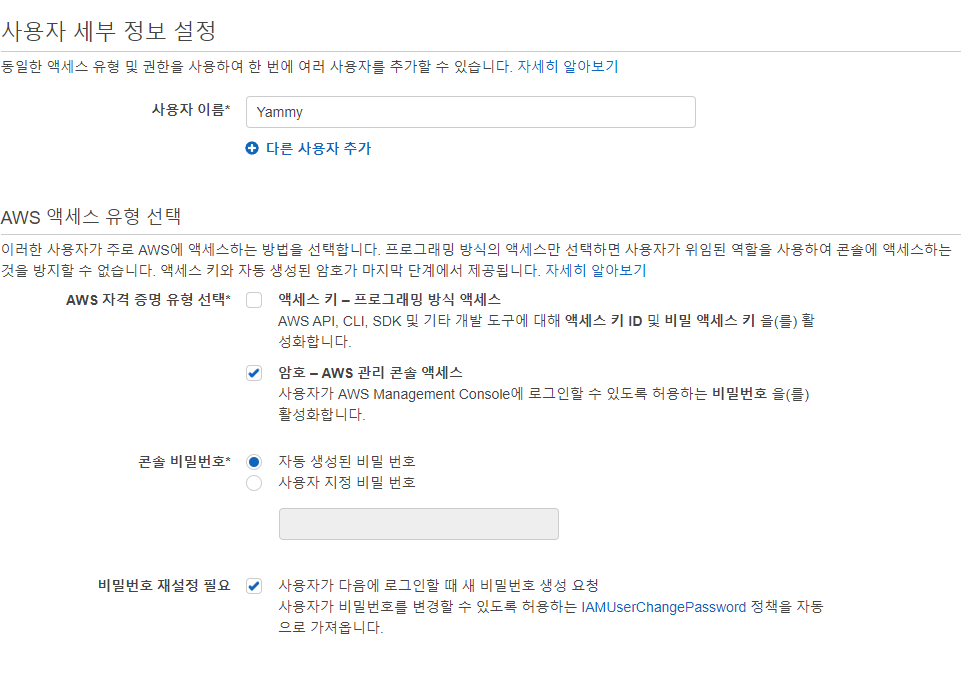 사용자 세부 정보 설정
동일한 액세스 유형 및 권한을 사용하여 한 번에 여러 사용자를 추가할 수 있습니다. 자세히 알아보기
사용자 이름* Yammy
다른 사용자 추가
AWS 액세스 유형 선택
이러한 사용자가 주로 AWS에 액세스하는 방법을 선택합니다. 프로그래밍 방식의 액세스만 선택하면 사용자가 위임된 역할을 사용하여 콘솔에 액세스하는
것을 방지할 수 없습니다. 액세스 키와 자동 생성된 암호가 마지막 단계에서 제공됩니다. 자세히 알아보기
AWS 자격 증명 유형 선택* 액세스 키 – 프로그래밍 방식 액세스
AWS API, CLI, SDK 및 기타 개발 도구에 대해 액세스 키 ID 및 비밀 액세스 키 을(를) 활
성화합니다.
암호 – AWS 관리 콘솔 액세스
사용자가 AWS Management Console에 로그인할 수 있도록 허용하는 비밀번호 을(를)
활성화합니다.
콘솔 비밀번호* 자동 생성된 비밀 번호
사용자 지정 비밀 번호
비밀번호 재설정 필요 사용자가 다음에 로그인할 때 새 비밀번호 생성 요청
사용자가 비밀번호를 변경할 수 있도록 허용하는 IAMUserChangePassword 정책을 자동
으로 가져옵니다.